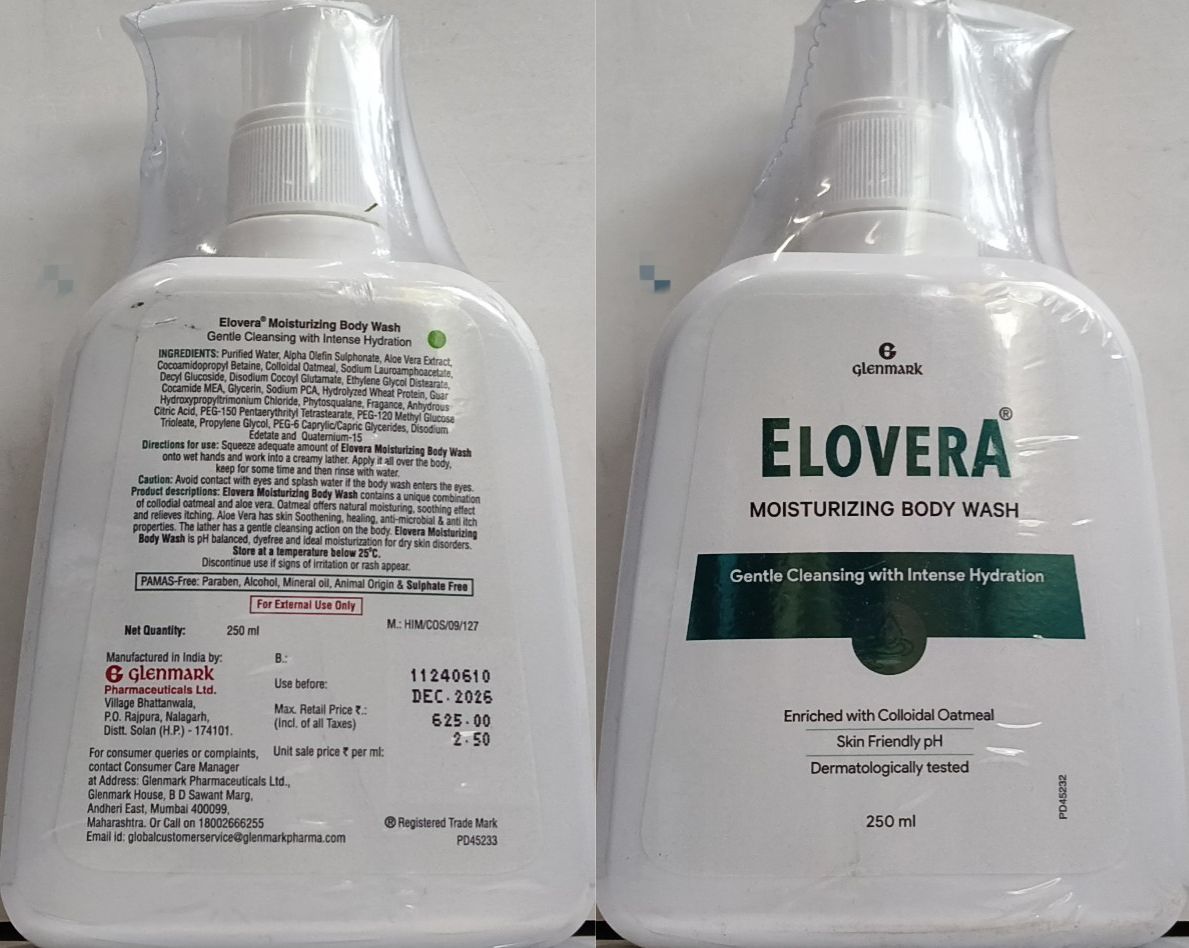 Elovera® Moisturizing Body Wash
Gentle Cleansing with Intense Hydration
INGREDIENTS: Purified Water, Alpha Olefin Sulphonate, Aloe Vera Extract,
Cocoamidopropyl Betaine, Colloidal Oatmeal, Sodium Lauroamphoacetate,
Decyl Glucoside, Disodium Cocoyl Glutamate, Ethylene Glycol Distearate,
Cocamide MEA, Glycerin, Sodium PCA, Hydrolyzed Wheat Protein, Guar
Hydroxypropyltrimonium Chloride, Phytosqualane, Fragance, Anhydrous
Citric Acid, PEG-150 Pentaerythrityl Tetrastearate, PEG-120 Methyl Glucose
Trioleate, Propylene Glycol, PEG-6 Caprylic/Capric Glycerides, Disodium
Edetate and Quaternium-15
Directions for use: Squeeze adequate amount of Elovera Moisturizing Body Wash
onto wet hands and work into a creamy lather. Apply it all over the body,
keep for some time and then rinse with water.
Caution: Avoid contact with eyes and splash water if the body wash enters the eyes.
Product descriptions: Elovera Moisturizing Body Wash contains a unique combination
of collodial oatmeal and aloe vera. Oatmeal offers natural moisturing, soothing effect
and relieves itching. Aloe Vera has skin Soothening, healing, anti-microbial & anti itch
properties. The lather has a gentle cleansing action on the body. Elovera Moisturizing
Body Wash is pH balanced, dyefree and ideal moisturization for dry skin disorders.
Store at a temperature below 25°C.
Discontinue use if signs of irritation or rash appear.
PAMAS-Free: Paraben, Alcohol, Mineral oil, Animal Origin & Sulphate Free
For External Use Only
Net Quantity: 250 ml
M.: HIM/COS/09/127
Manufactured in India by:
glenmark
Pharmaceuticals Ltd.
Village Bhattanwala,
P.O. Rajpura, Nalagarh,
Distt. Solan (H.P.) - 174101.
B.: 11240610
Use before: DEC.2026
Max. Retail Price ₹.: 625.00
(Incl. of all Taxes)
Unit sale price ₹ per ml: 2.50
For consumer queries or complaints,
contact Consumer Care Manager
at Address: Glenmark Pharmaceuticals Ltd.,
Glenmark House, B D Sawant Marg,
Andheri East, Mumbai 400099,
Maharashtra. Or Call on 18002666255
Email id: globalcustomerservice@glenmarkpharma.com
® Registered Trade Mark
PD45233
glenmark
ELOVERA®
MOISTURIZING BODY WASH
Gentle Cleansing with Intense Hydration
Enriched with Colloidal Oatmeal
Skin Friendly pH
Dermatologically tested
250 ml
PD45232